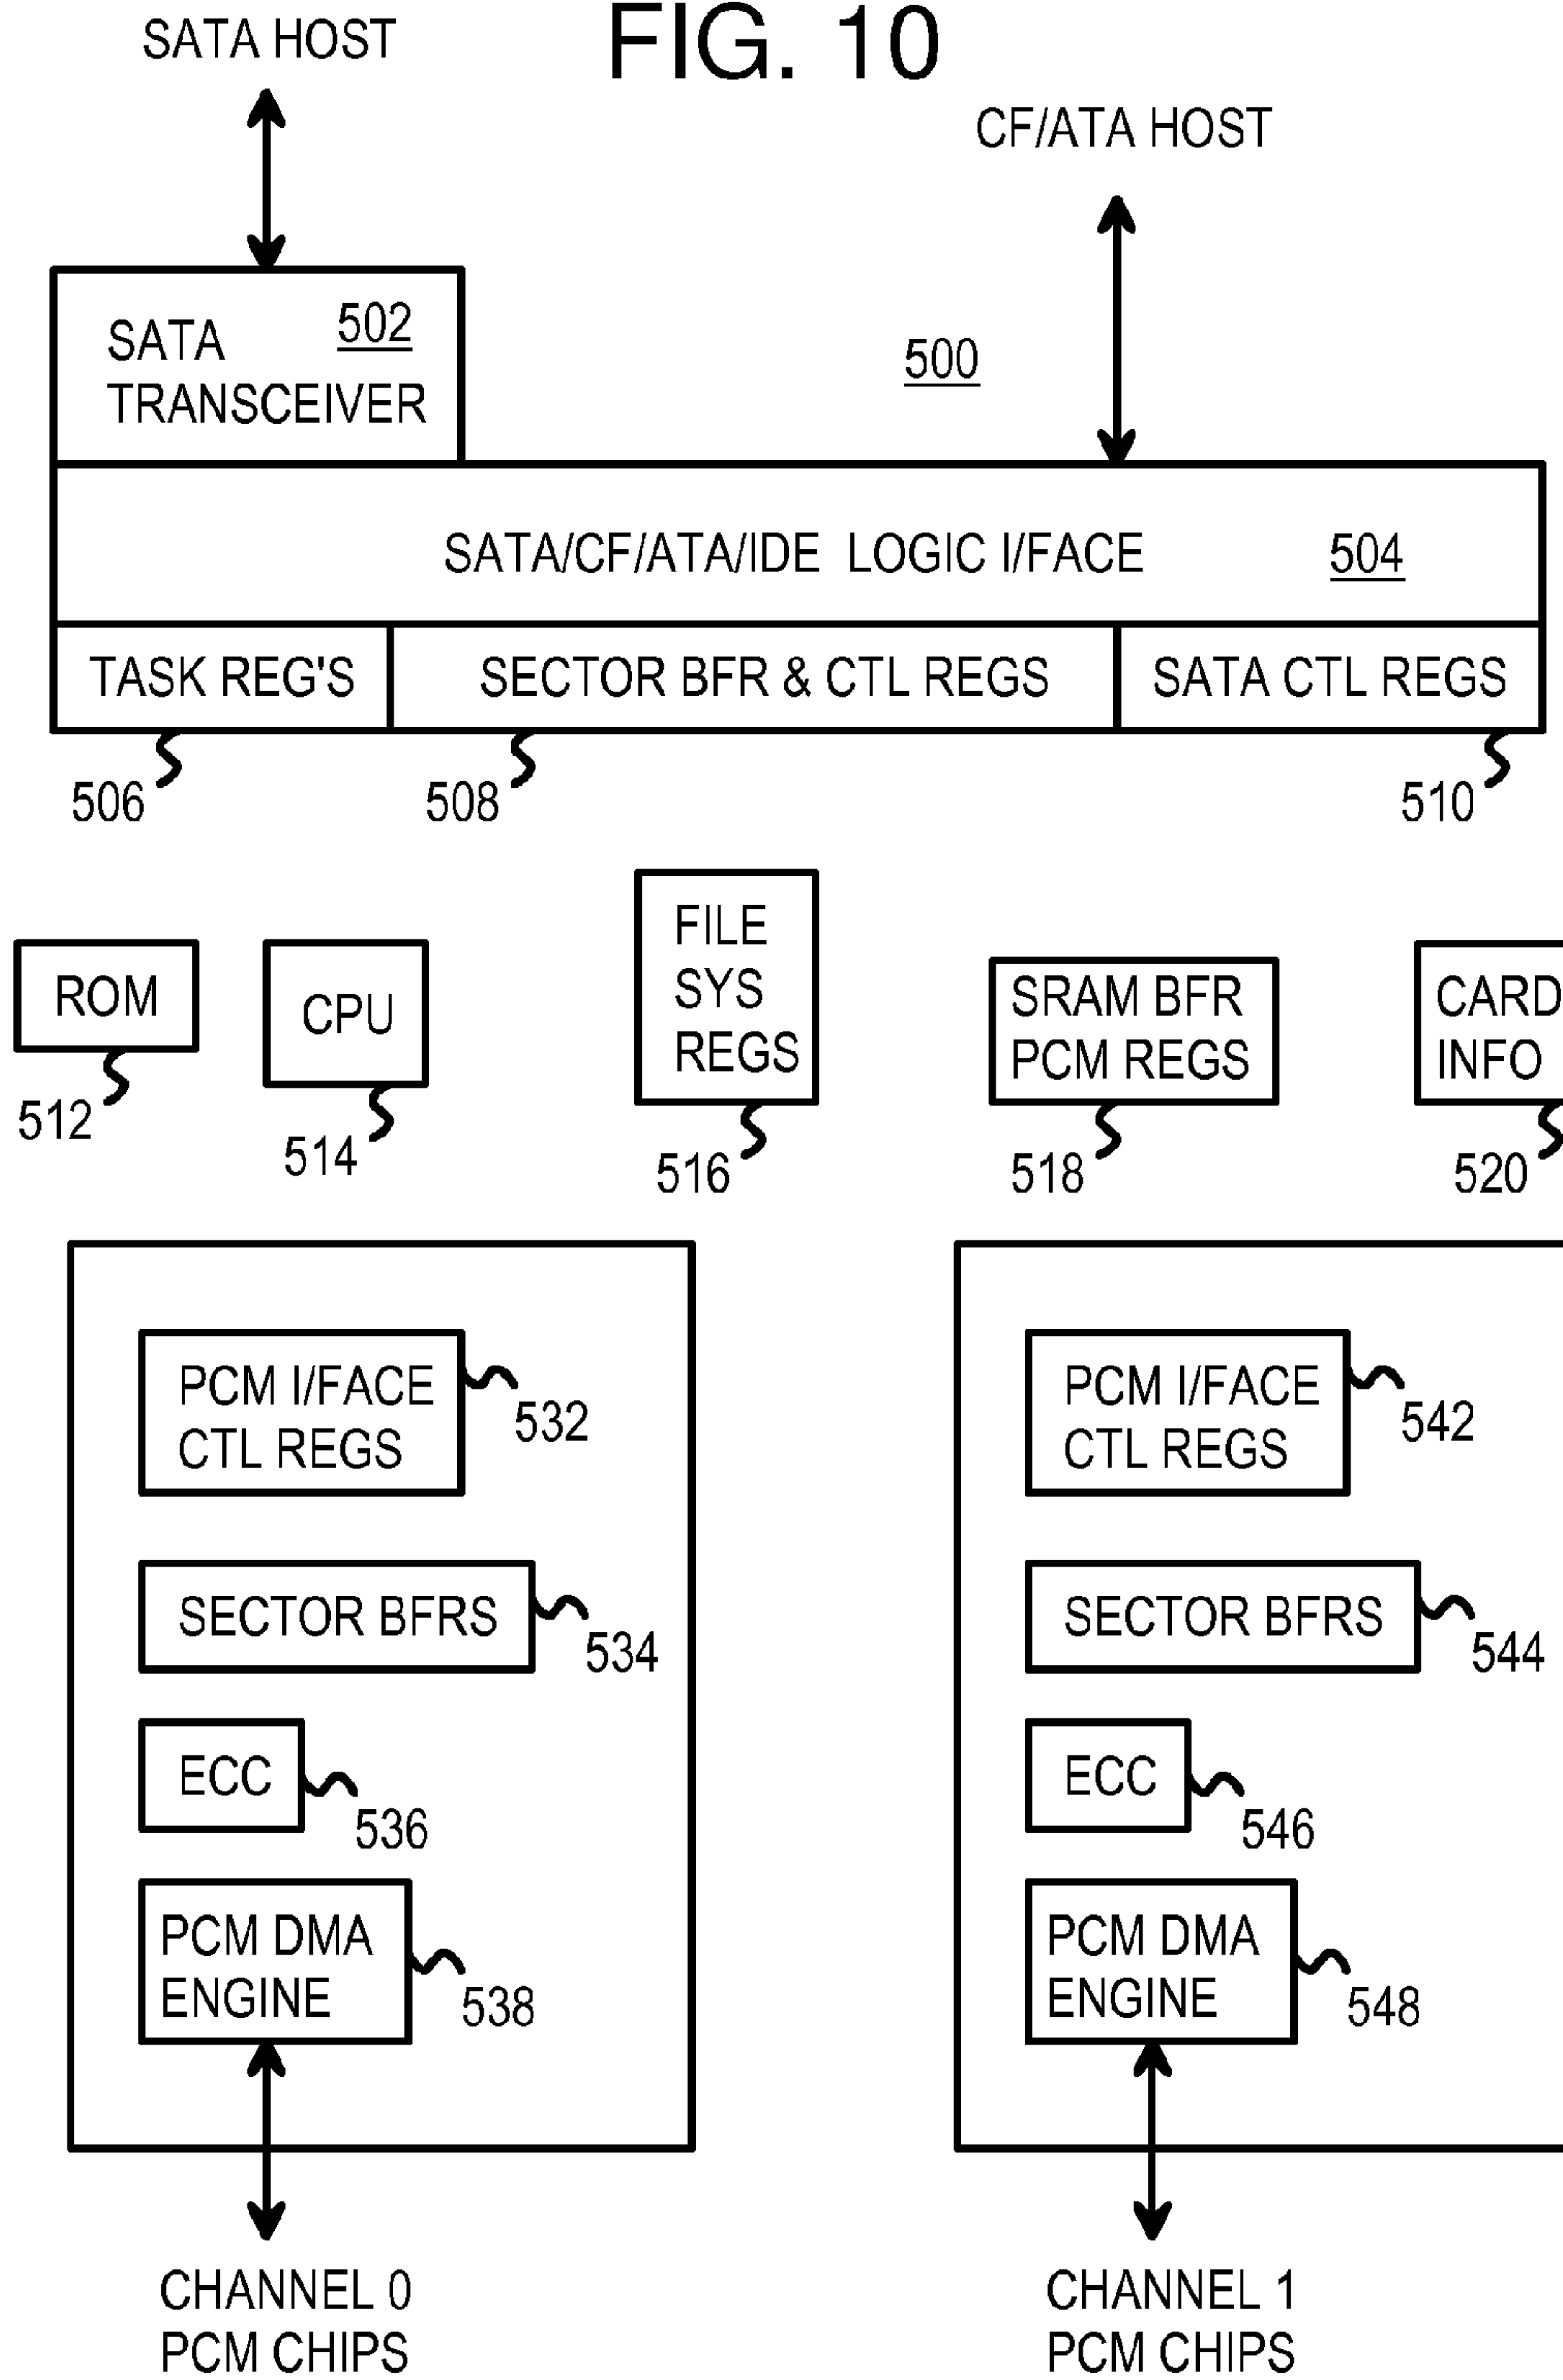 FIG. 10
SATA HOST
CF/ATA HOST
SATA
TRANSCEIVER
502
500
SATA/CF/ATA/IDE LOGIC I/FACE 504
TASK REG'S
SECTOR BFR & CTL REGS
SATA CTL REGS
506
508
510
ROM
512
CPU
514
FILE
SYS
REGS
516
SRAM BFR
PCM REGS
518
CARD
INFO
520
PCM I/FACE
CTL REGS
532
SECTOR BFRS
534
ECC
536
PCM DMA
ENGINE
538
CHANNEL 0
PCM CHIPS
PCM I/FACE
CTL REGS
542
SECTOR BFRS
544
ECC
546
PCM DMA
ENGINE
548
CHANNEL 1
PCM CHIPS